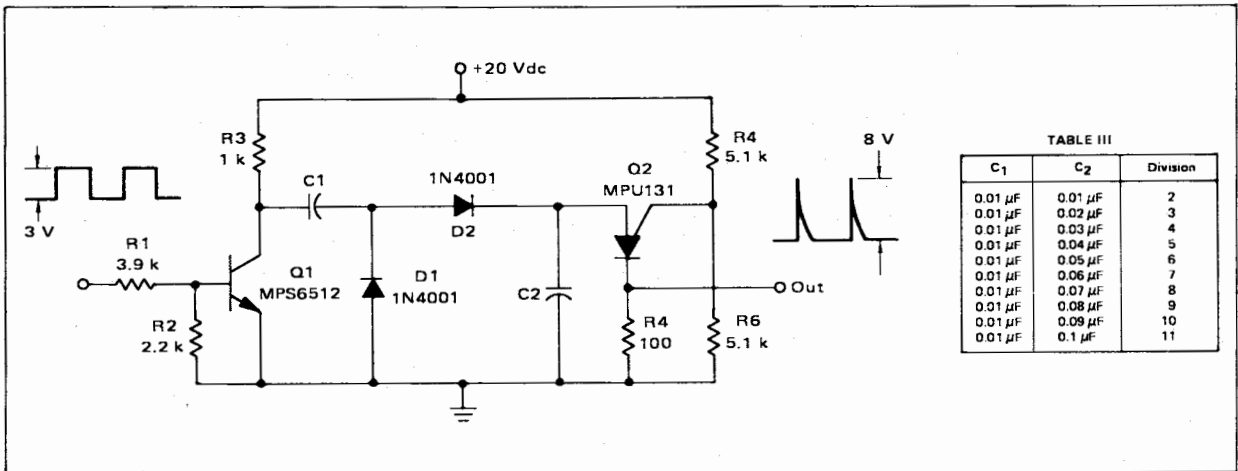 +20 Vdc
R3
1 k
R4
5.1 k
8 V
Q2
MPU131
C1
1N4001
D2
3 V
R1
3.9 k
Q1
MPS6512
D1
1N4001
C2
Out
R2
2.2 k
R4
100
R6
5.1 k
TABLE III
C1 C2 Division
0.01 μF 0.01 μF 2
0.01 μF 0.02 μF 3
0.01 μF 0.03 μF 4
0.01 μF 0.04 μF 5
0.01 μF 0.05 μF 6
0.01 μF 0.06 μF 7
0.01 μF 0.07 μF 8
0.01 μF 0.08 μF 9
0.01 μF 0.09 μF 10
0.01 μF 0.1 μF 11